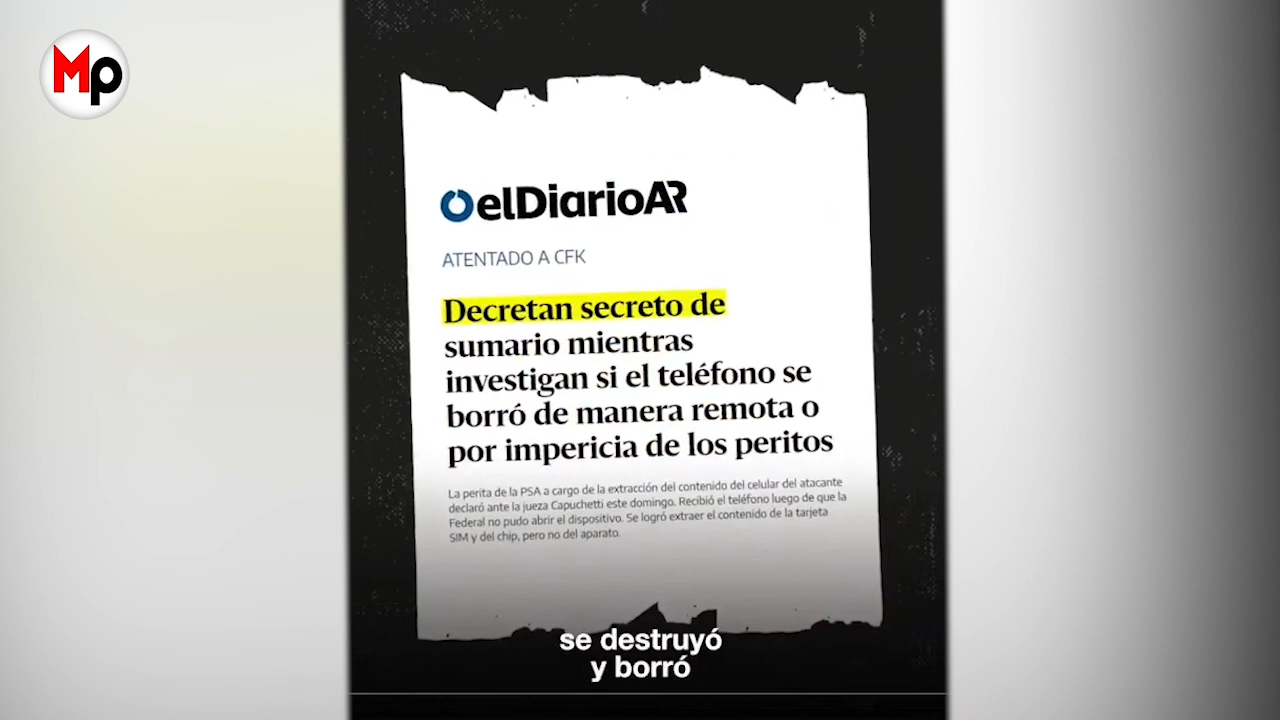 Mp
elDiarioAR
ATENTADO A CFK
Decretan secreto de
sumario mientras
investigan si el teléfono se
borró de manera remota o
por impericia de los peritos
La perita de la PSA a cargo de la extracción del contenido del celular del atacante
declaró ante la jueza Capuchetti este domingo. Recibió el teléfono luego de que la
Federal no pudo abrir el dispositivo. Se logró extraer el contenido de la tarjeta
SIM y del chip, pero no del aparato.
se destruyó
y borró